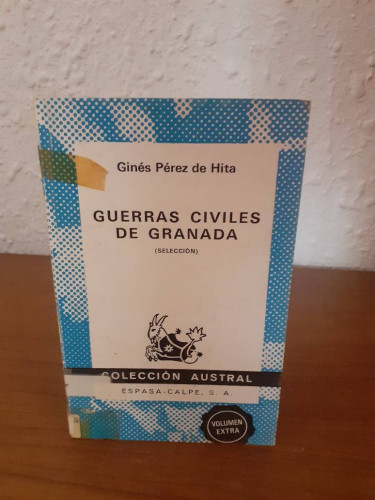 Ginés Pérez de Hita
GUERRAS CIVILES
DE GRANADA
(SELECCIÓN)
COLECCIÓN AUSTRAL
ESPASA-CALPE, S. A.
VOLUMEN
EXTRA